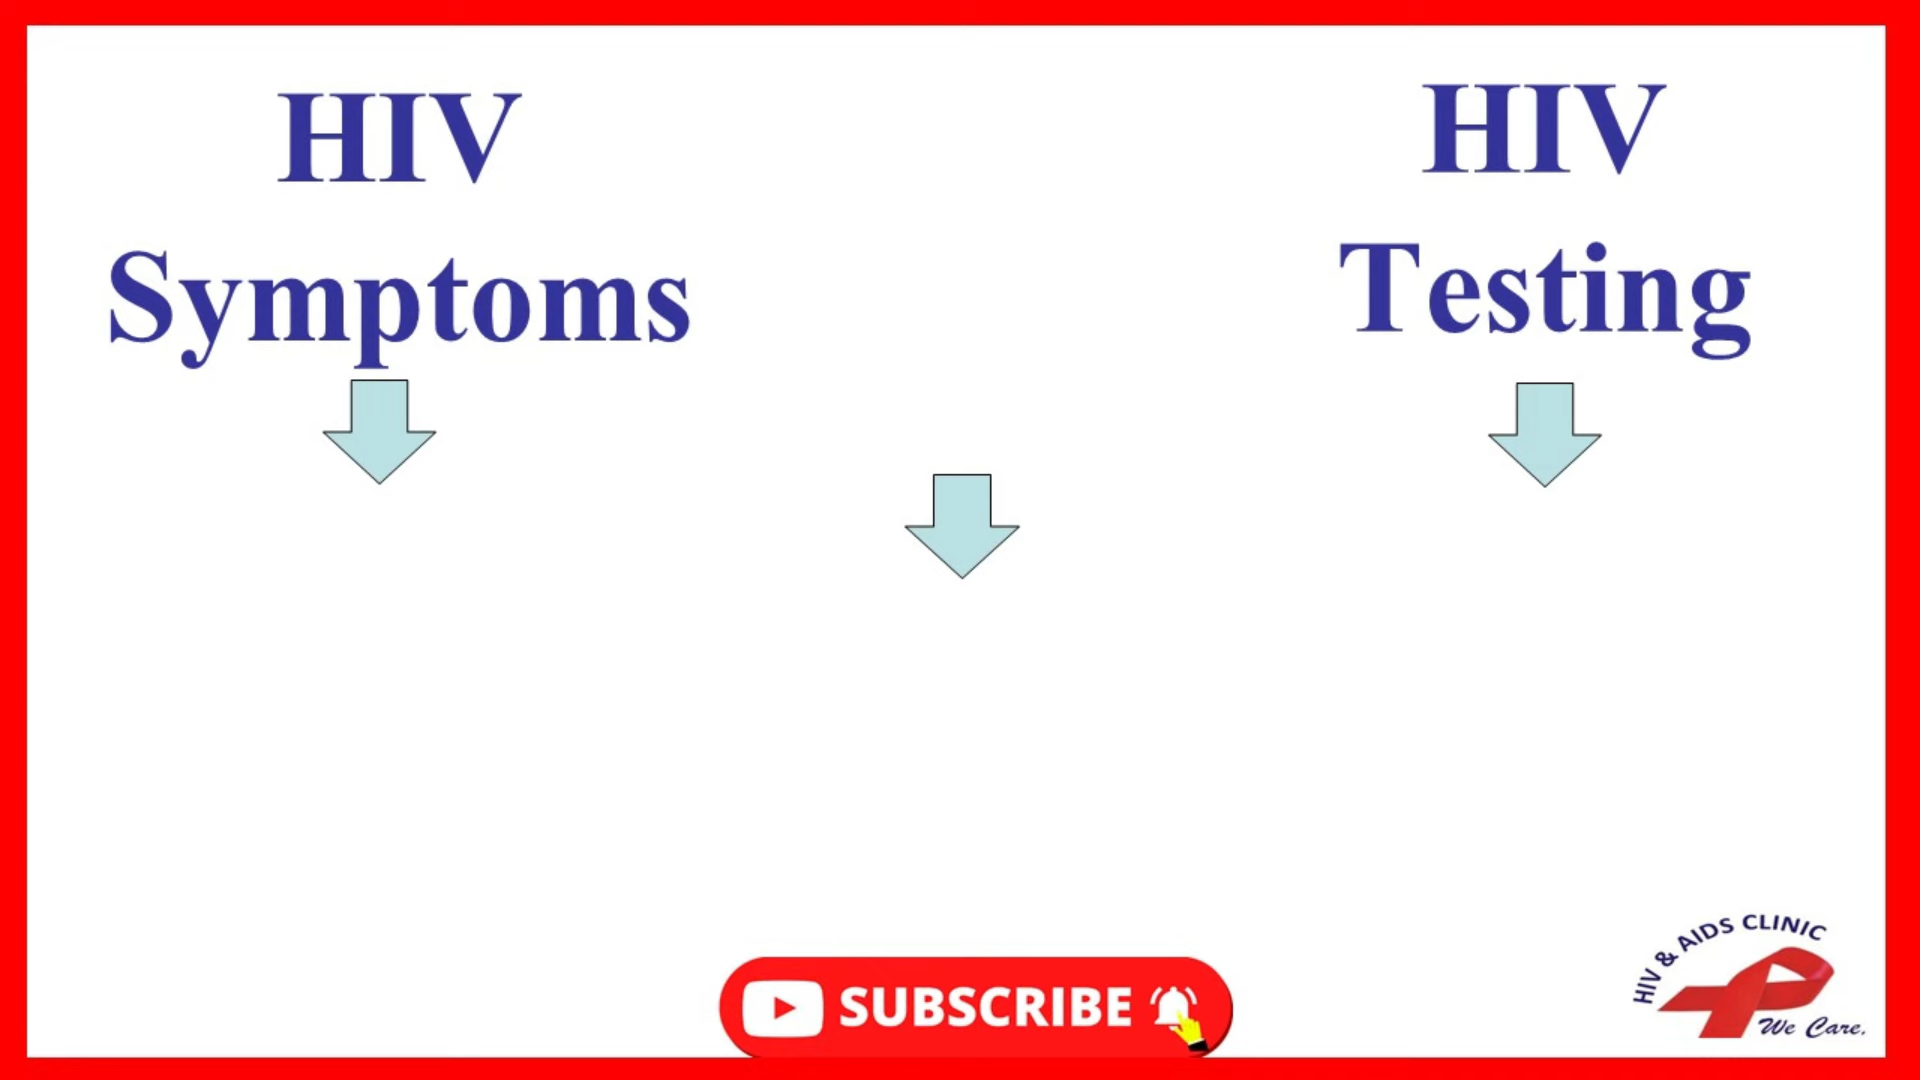 HIV
Symptoms
HIV
Testing
SUBSCRIBE
HIV & AIDS CLINIC
We Care.